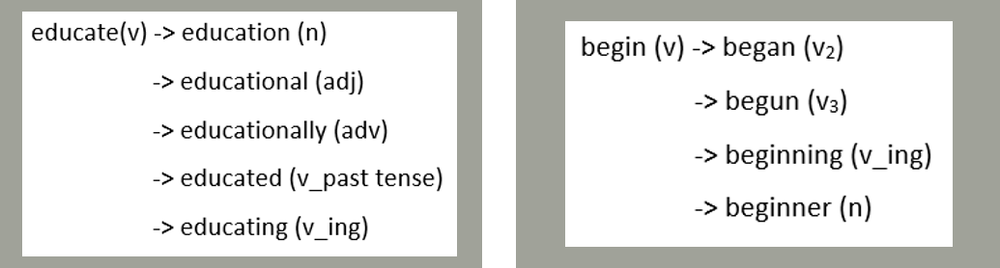 educate(v) -> education (n)
-> educational (adj)
-> educationally (adv)
-> educated (v_past tense)
-> educating (v_ing)
begin (v) -> began (v₂)
-> begun (v₃)
-> beginning (v_ing)
-> beginner (n)